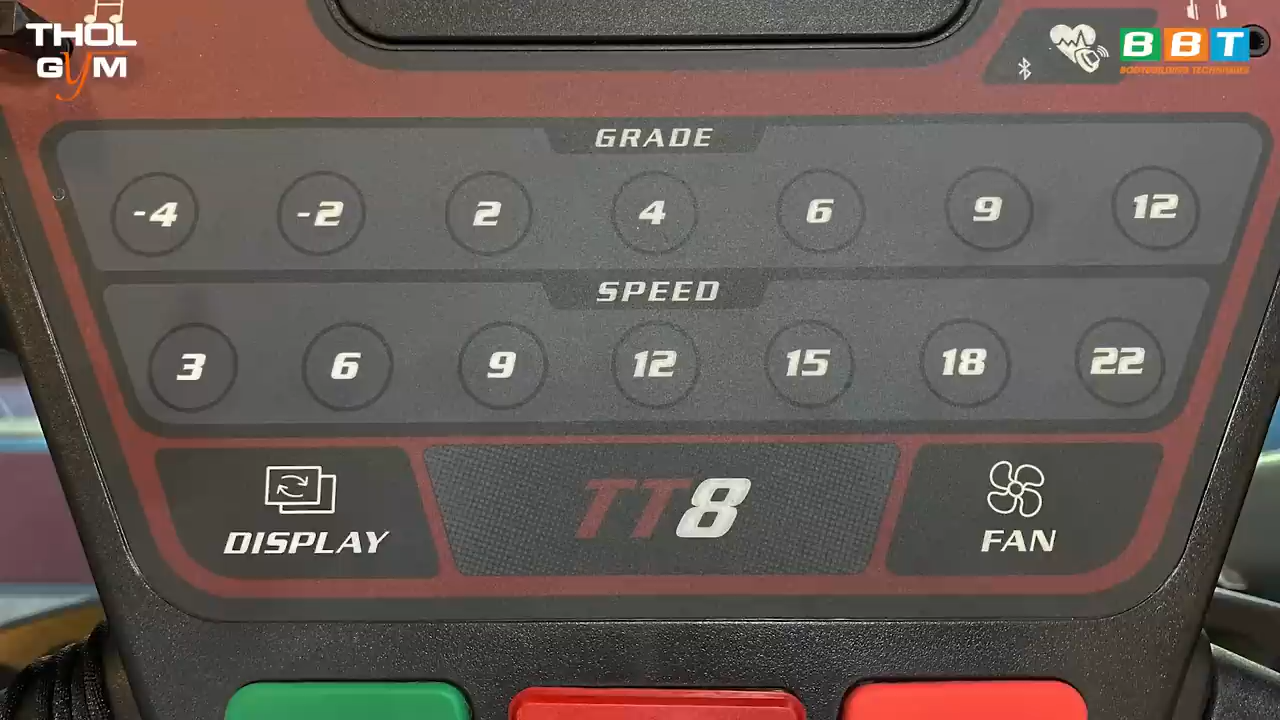 THOL
GYM
BBT
BODYBUILDING TECHNIQUES
GRADE
-4 -2 2 4 6 9 12
SPEED
3 6 9 12 15 18 22
DISPLAY
TT8
FAN